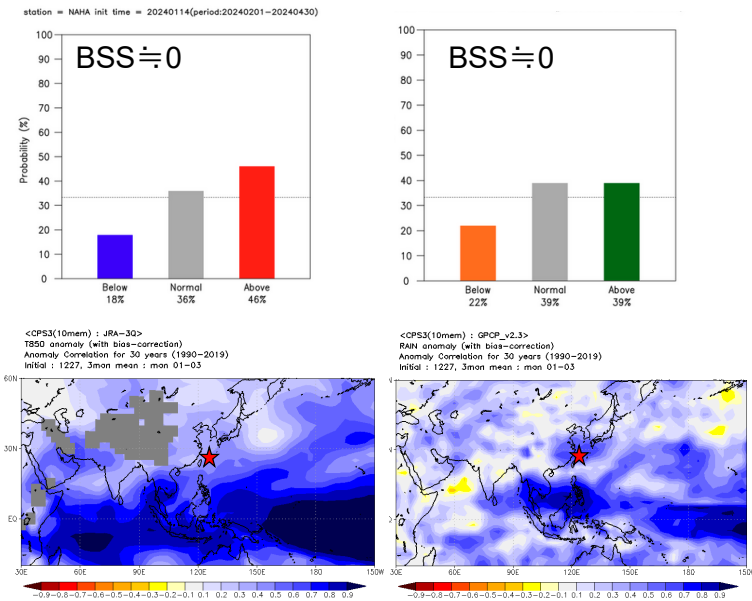 station = NAHA init time = 20240114(period:20240201-20240430)
BSS≒0
BSS≒0
Probability (%)
100
90
80
70
60
50
40
30
20
10
0
Below Normal Above
18% 36% 46%
100
90
80
70
60
50
40
30
20
10
0
Below Normal Above
22% 39% 39%
<CPS3(10mem) : JRA-3Q>
T850 anomaly (with bias-correction)
Anomaly Correlation for 30 years (1990-2019)
Initial : 1227, 3mon mean : mon 01-03
60N
30N
EQ
30E 60E 90E 120E 150E 180 150W
-0.9 -0.8 -0.7 -0.6 -0.5 -0.4 -0.3 -0.2 -0.1 0.1 0.2 0.3 0.4 0.5 0.6 0.7 0.8 0.9
<CPS3(10mem) : GPCP_v2.3>
RAIN anomaly (with bias-correction)
Anomaly Correlation for 30 years (1990-2019)
Initial : 1227, 3mon mean : mon 01-03
30E 60E 90E 120E 150E 180 150W
-0.9 -0.8 -0.7 -0.6 -0.5 -0.4 -0.3 -0.2 -0.1 0.1 0.2 0.3 0.4 0.5 0.6 0.7 0.8 0.9